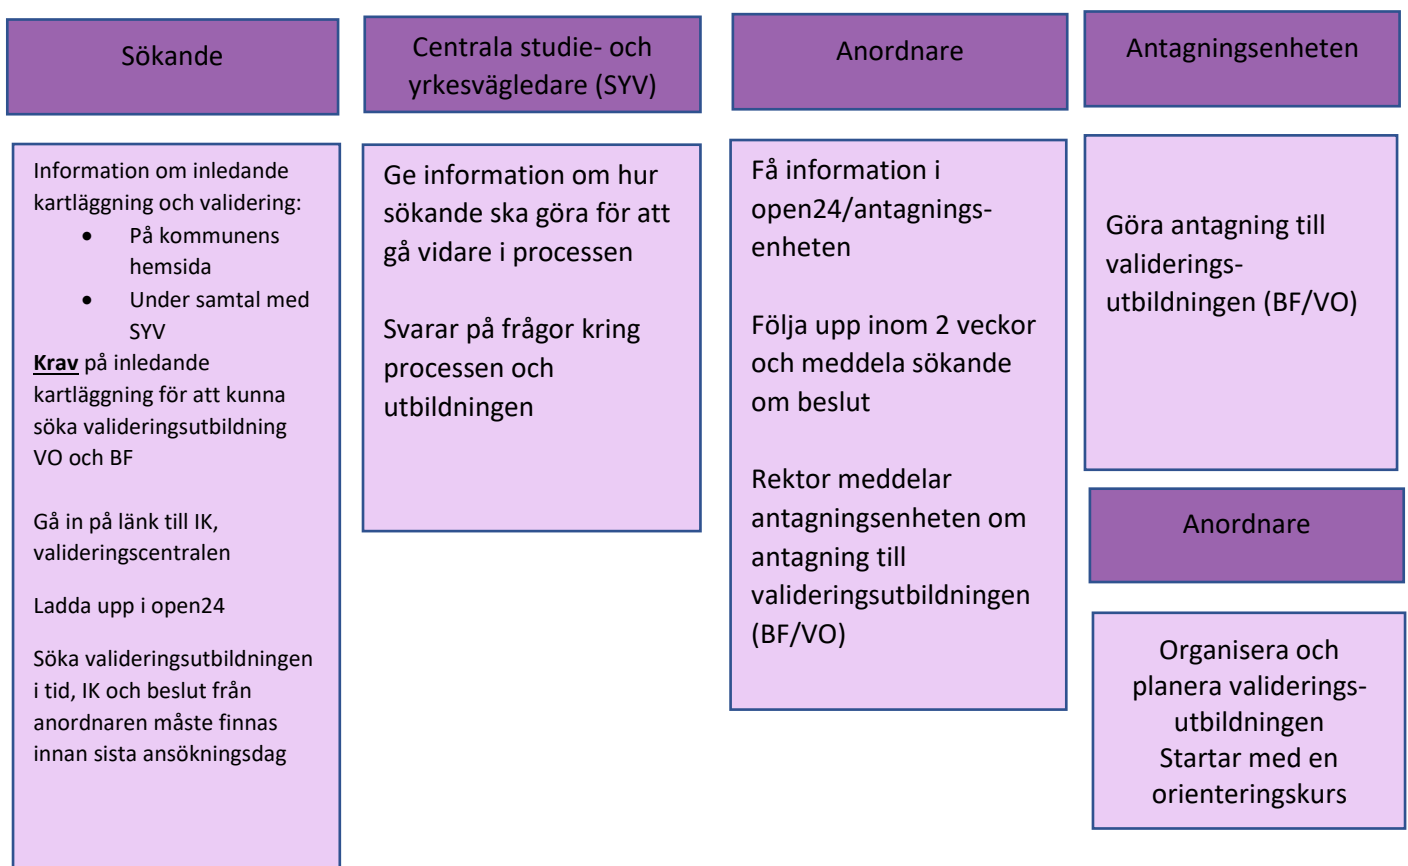 Sökande
Information om inledande
kartläggning och validering:
• På kommunens
hemsida
• Under samtal med
SYV
Krav på inledande
kartläggning för att kunna
söka valideringsutbildning
VO och BF
Gå in på länk till IK,
valideringscentralen
Ladda upp i open24
Söka valideringsutbildningen
i tid, IK och beslut från
anordnaren måste finnas
innan sista ansökningsdag
Centrala studie- och
yrkesvägledare (SYV)
Ge information om hur
sökande ska göra för att
gå vidare i processen
Svarar på frågor kring
processen och
utbildningen
Anordnare
Få information i
open24/antagnings-
enheten
Följa upp inom 2 veckor
och meddela sökande
om beslut
Rektor meddelar
antagningsenheten om
antagning till
valideringsutbildningen
(BF/VO)
Antagningsenheten
Göra antagning till
validerings-
utbildningen (BF/VO)
Anordnare
Organisera och
planera validerings-
utbildningen
Startar med en
orienteringskurs